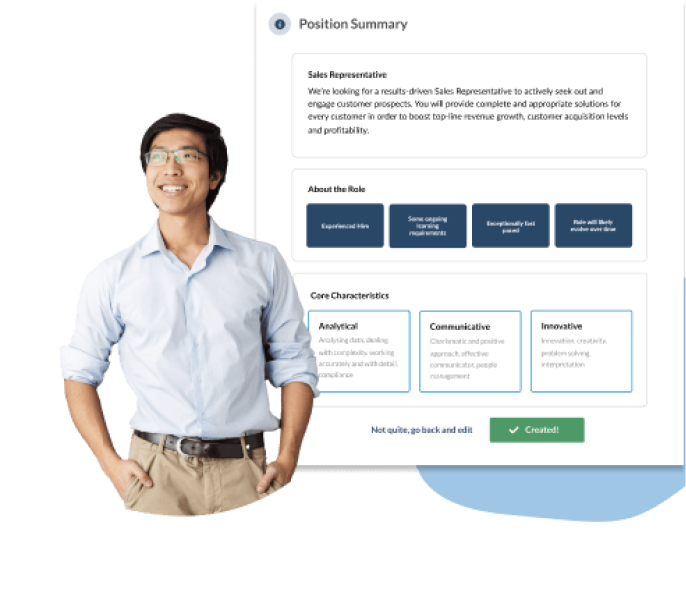 Position Summary
Sales Representative
We're looking for a results-driven Sales Representative to actively seek out and
engage customer prospects. You will provide complete and appropriate solutions for
every customer in order to boost top-line revenue growth, customer acquisition levels
and profitability.
About the Role
Experienced Hire
Some ongoing
learning
requirements
Exceptionally fast
paced
Role will likely
evolve over time
Core Characteristics
Analytical
Analysing data, dealing
with complexity, working
accurately and with detail,
compliance
Communicative
Charismatic and positive
approach, effective
communicator, people
management
Innovative
Innovation, creativity,
problem solving
interpretation
Not quite, go back and edit
Created!